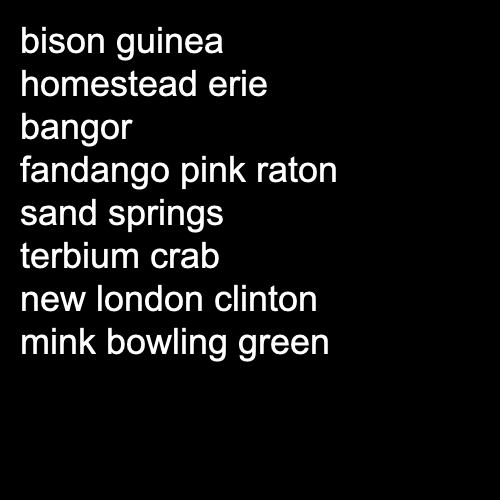 bison guinea
homestead erie
bangor
fandango pink raton
sand springs
terbium crab
new london clinton
mink bowling green